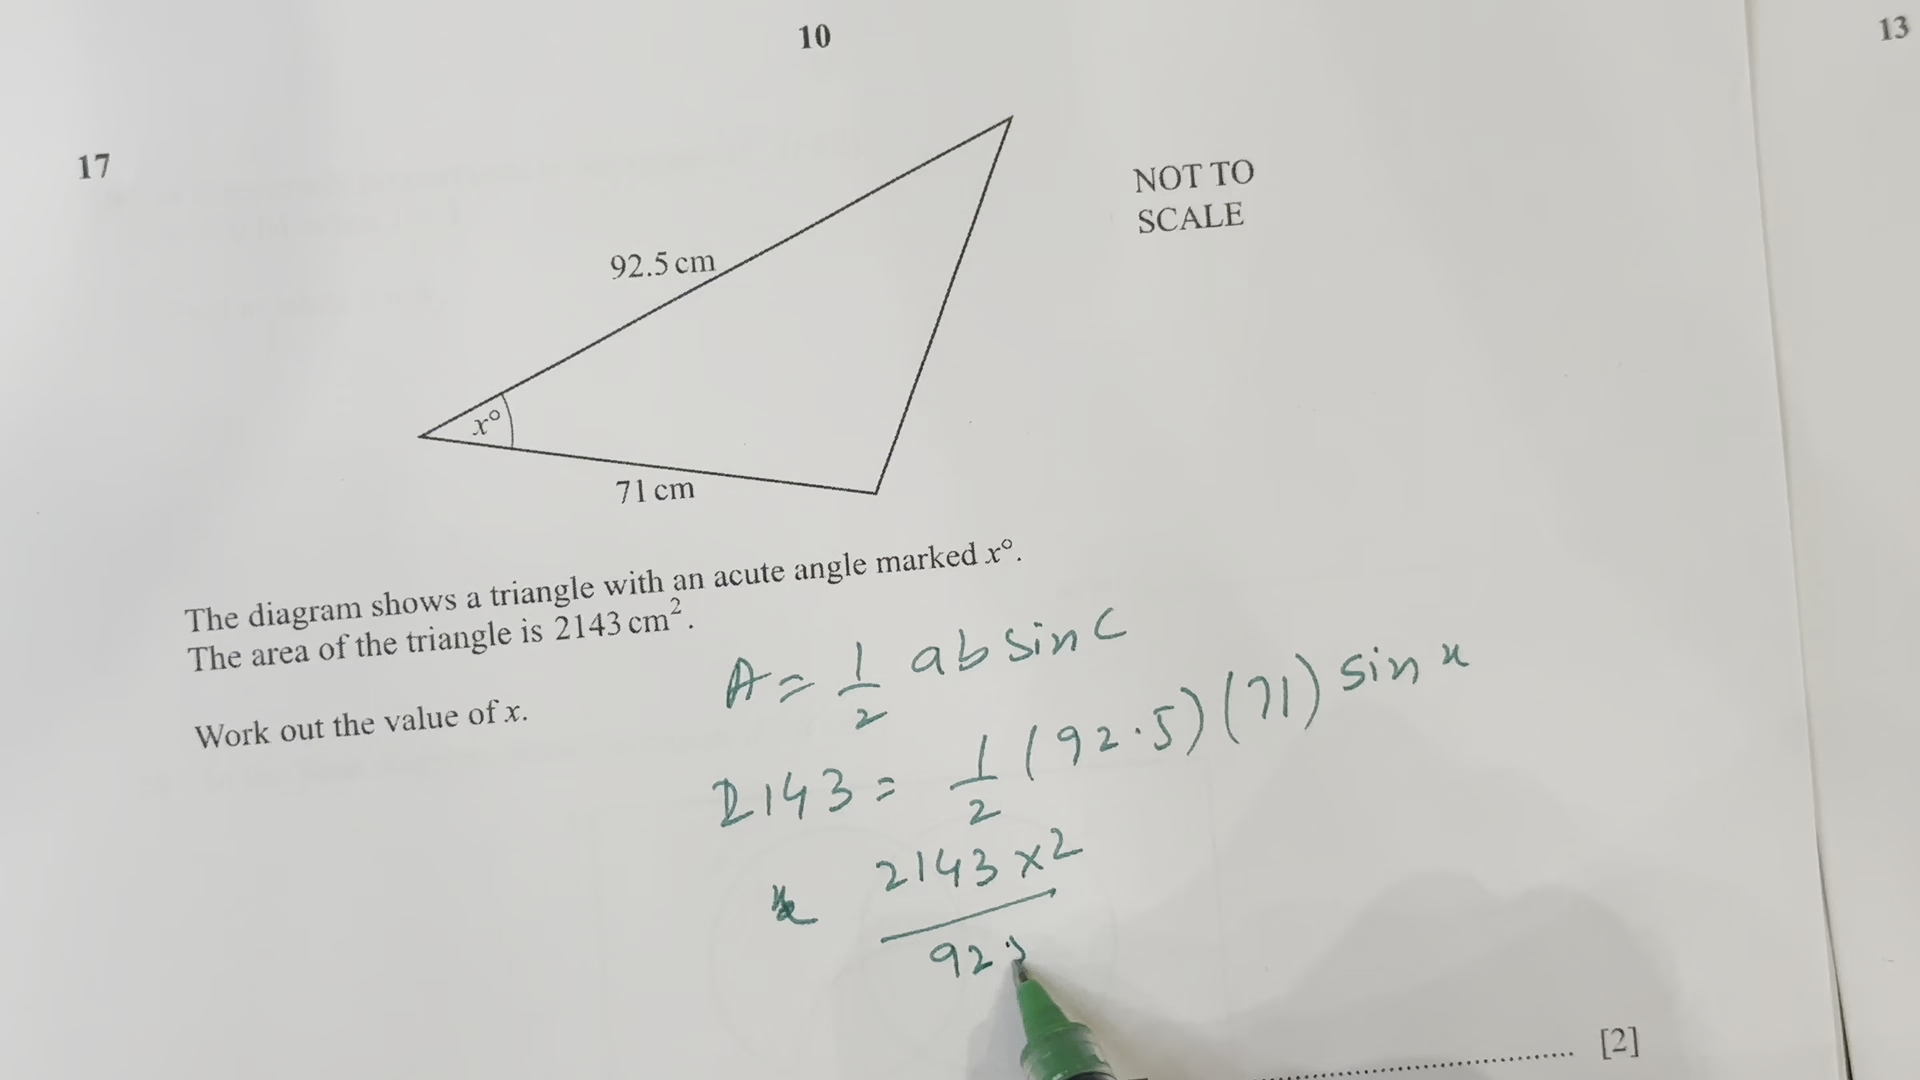 10
13
17
NOT TO
SCALE
92.5 cm
x°
71 cm
The diagram shows a triangle with an acute angle marked x°.
The area of the triangle is 2143 cm².
Work out the value of x.
A = 1/2 ab sin C
2143 = 1/2 (92.5)(71) sin x
2143 × 2
92
[2]